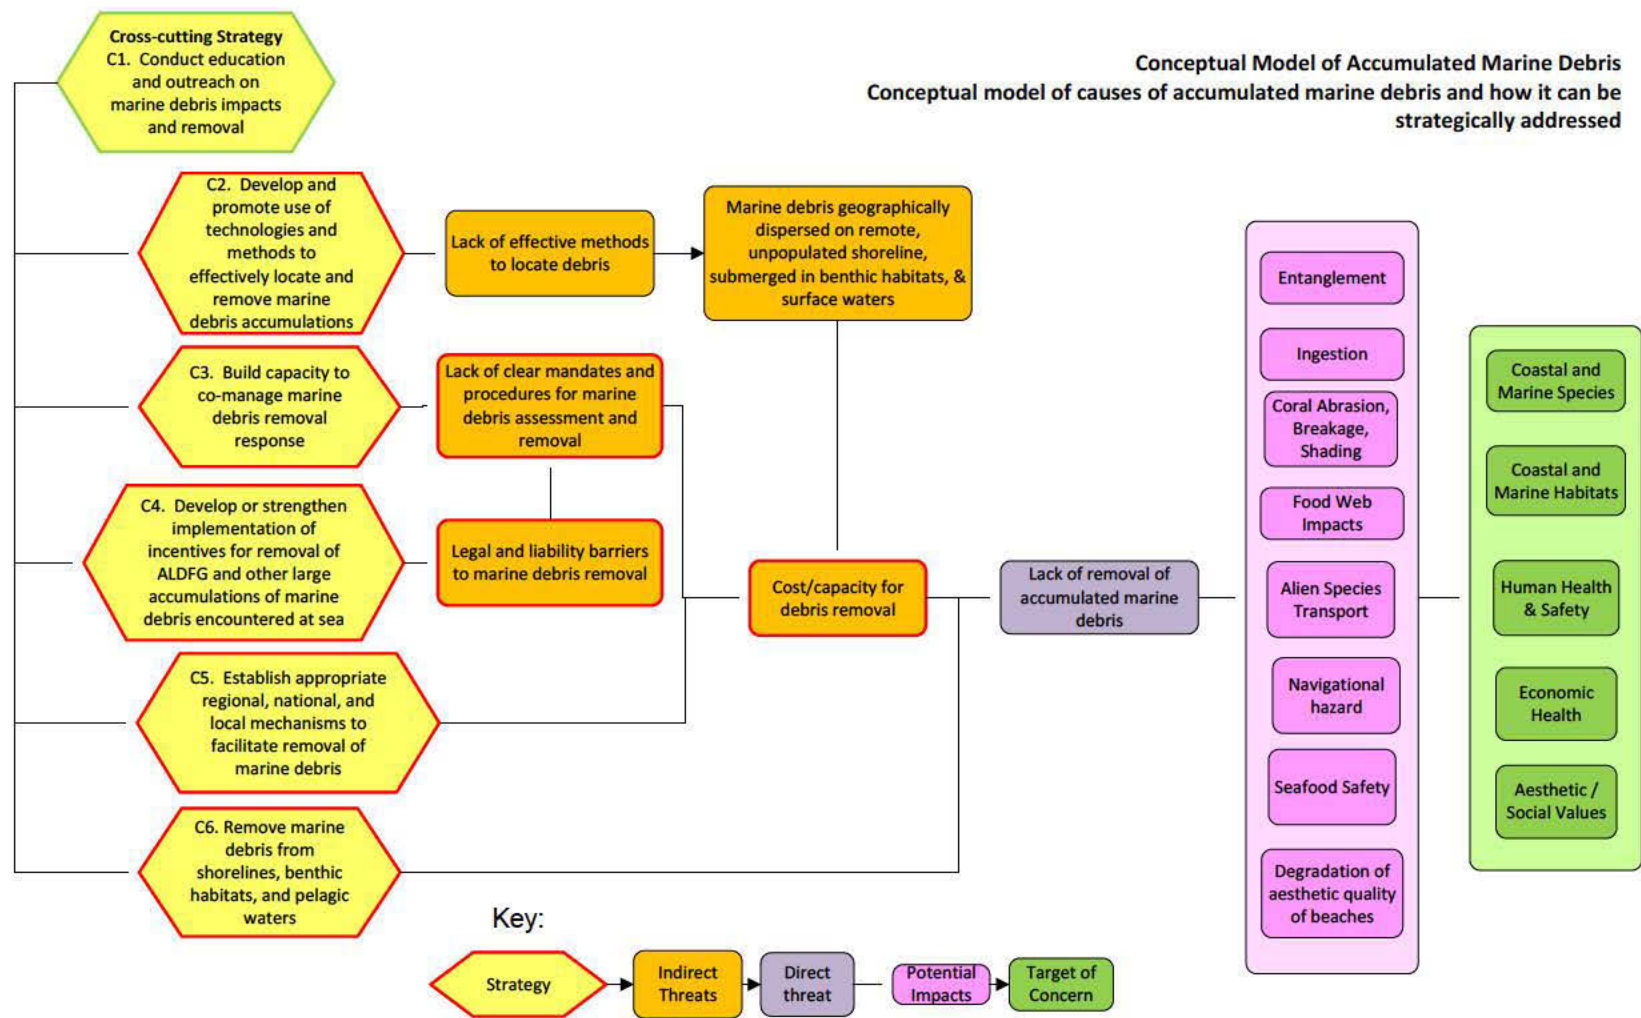 Cross-cutting Strategy
C1. Conduct education
and outreach on
marine debris impacts
and removal
Conceptual Model of Accumulated Marine Debris
Conceptual model of causes of accumulated marine debris and how it can be
strategically addressed
C2. Develop and
promote use of
technologies and
methods to
effectively locate and
remove marine
debris accumulations
Lack of effective methods
to locate debris
Marine debris geographically
dispersed on remote,
unpopulated shoreline,
submerged in benthic habitats, &
surface waters
C3. Build capacity to
co-manage marine
debris removal
response
Lack of clear mandates and
procedures for marine
debris assessment and
removal
C4. Develop or strengthen
implementation of
incentives for removal of
ALDFG and other large
accumulations of marine
debris encountered at sea
Legal and liability barriers
to marine debris removal
Cost/capacity for
debris removal
Lack of removal of
accumulated marine
debris
C5. Establish appropriate
regional, national, and
local mechanisms to
facilitate removal of
marine debris
C6. Remove marine
debris from
shorelines, benthic
habitats, and pelagic
waters
Entanglement
Ingestion
Coral Abrasion,
Breakage,
Shading
Food Web
Impacts
Alien Species
Transport
Navigational
hazard
Seafood Safety
Degradation of
aesthetic quality
of beaches
Coastal and
Marine Species
Coastal and
Marine Habitats
Human Health
& Safety
Economic
Health
Aesthetic /
Social Values
Key:
Strategy
Indirect
Threats
Direct
threat
Potential
Impacts
Target of
Concern